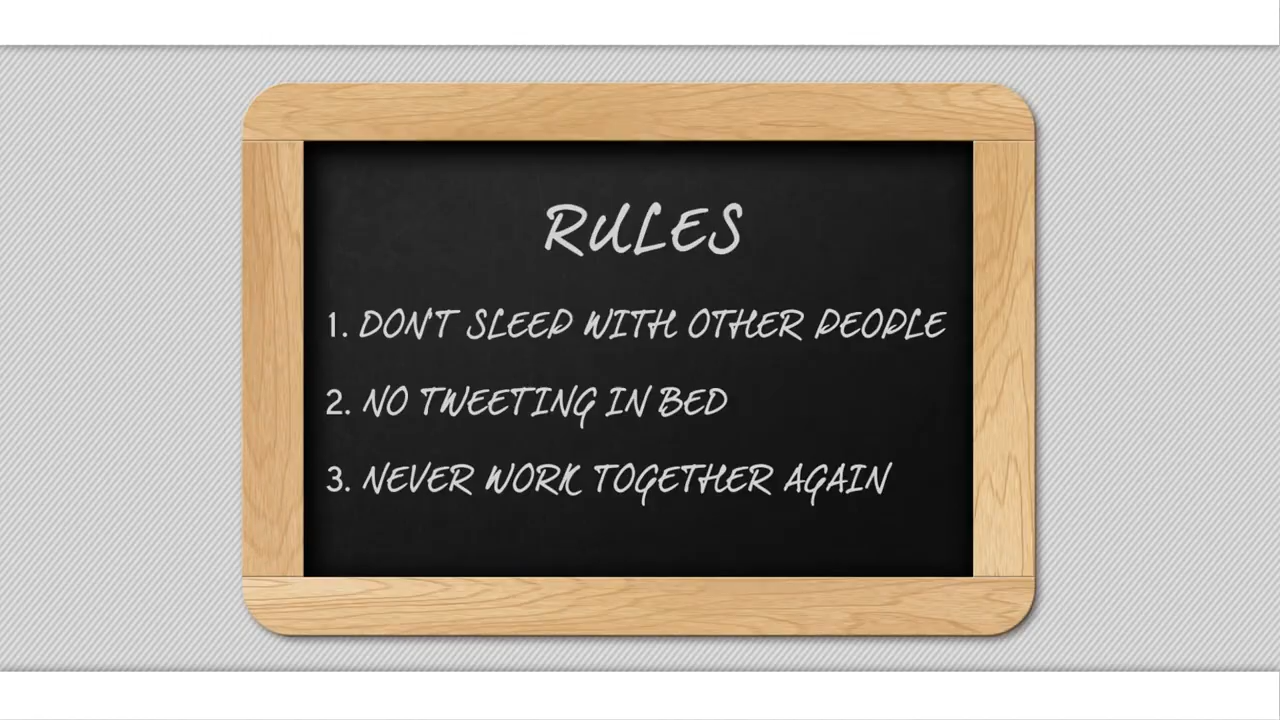 RULES
1. DON'T SLEEP WITH OTHER PEOPLE
2. NO TWEETING IN BED
3. NEVER WORK TOGETHER AGAIN